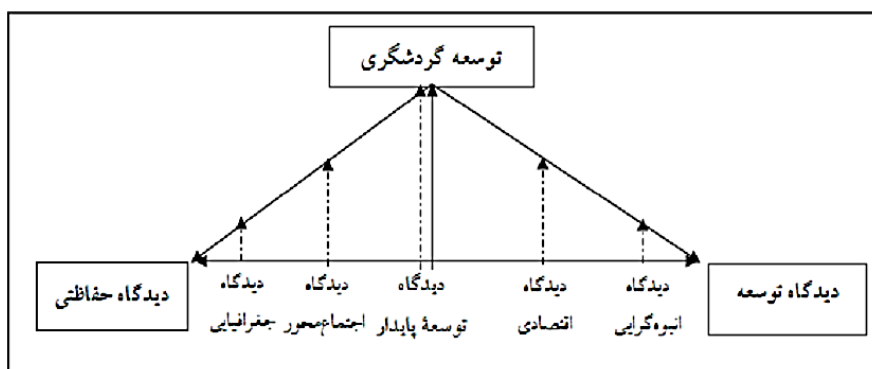 توسعه گردشگری
دیدگاه توسعه
دیدگاه حفاظتی
دیدگاه
انبوه‌گرایی
دیدگاه
اقتصادی
دیدگاه
توسعهٔ پایدار
دیدگاه
اجتماع‌محور
دیدگاه
جغرافیایی